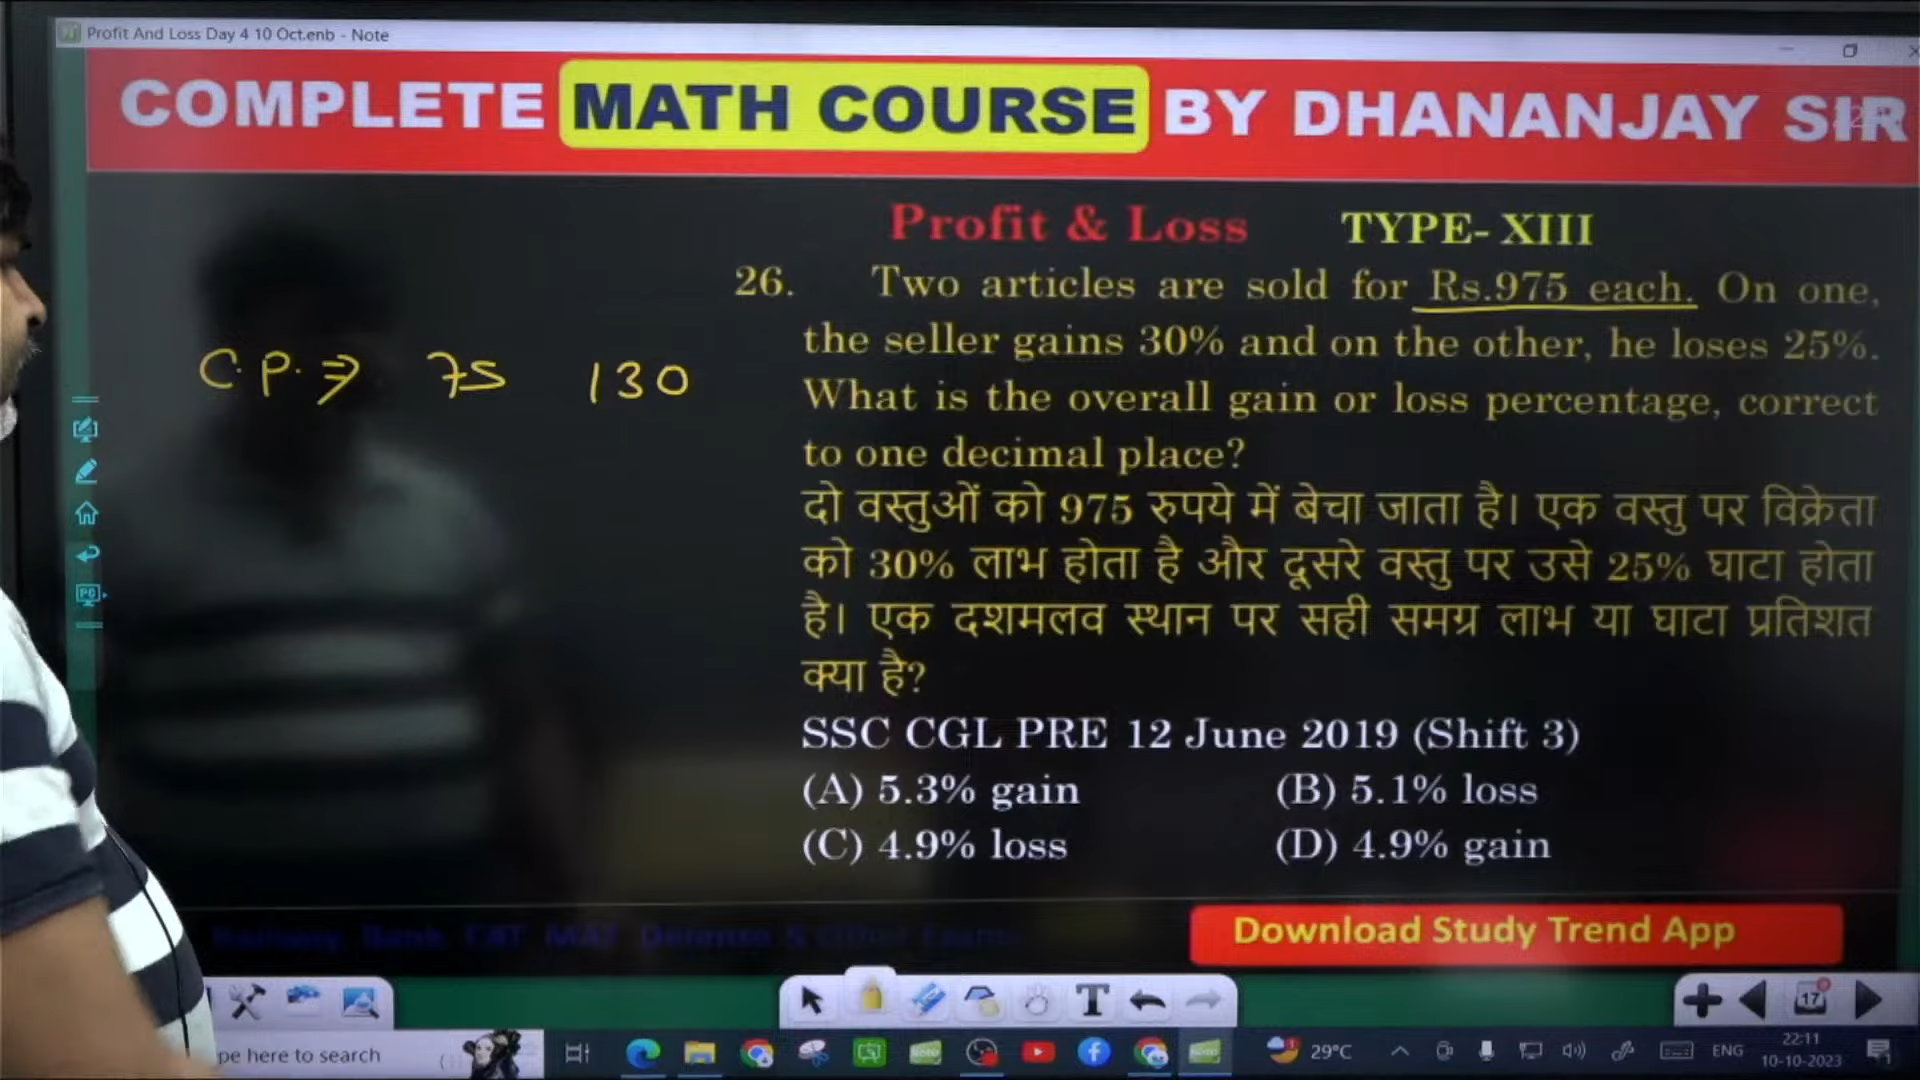 Profit And Loss Day 4 10 Oct.enb - Note
COMPLETE MATH COURSE BY DHANANJAY SIR
Profit & Loss TYPE- XIII
26. Two articles are sold for Rs.975 each. On one,
the seller gains 30% and on the other, he loses 25%.
What is the overall gain or loss percentage, correct
to one decimal place?
C.P. ⇒ 75 130
दो वस्तुओं को 975 रुपये में बेचा जाता है। एक वस्तु पर विक्रेता
को 30% लाभ होता है और दूसरे वस्तु पर उसे 25% घाटा होता
है। एक दशमलव स्थान पर सही समग्र लाभ या घाटा प्रतिशत
क्या है?
SSC CGL PRE 12 June 2019 (Shift 3)
(A) 5.3% gain (B) 5.1% loss
(C) 4.9% loss (D) 4.9% gain
Download Study Trend App
T
17
pe here to search
29°C
ENG
22:11
10-10-2023